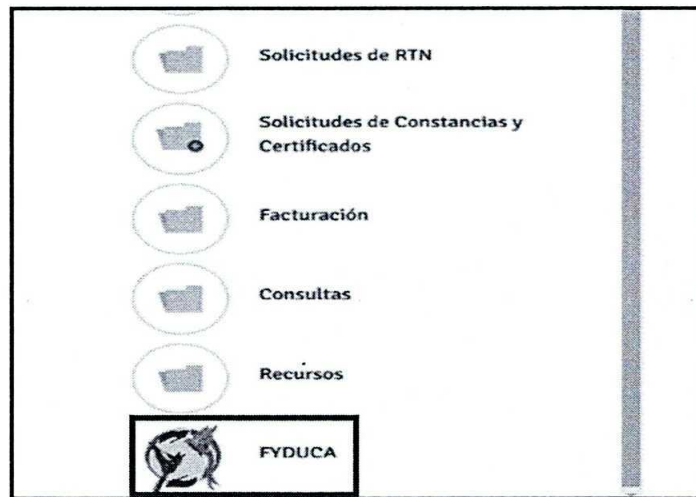 Solicitudes de RTN
Solicitudes de Constancias y
Certificados
Facturación
Consultas
Recursos
FYDUCA